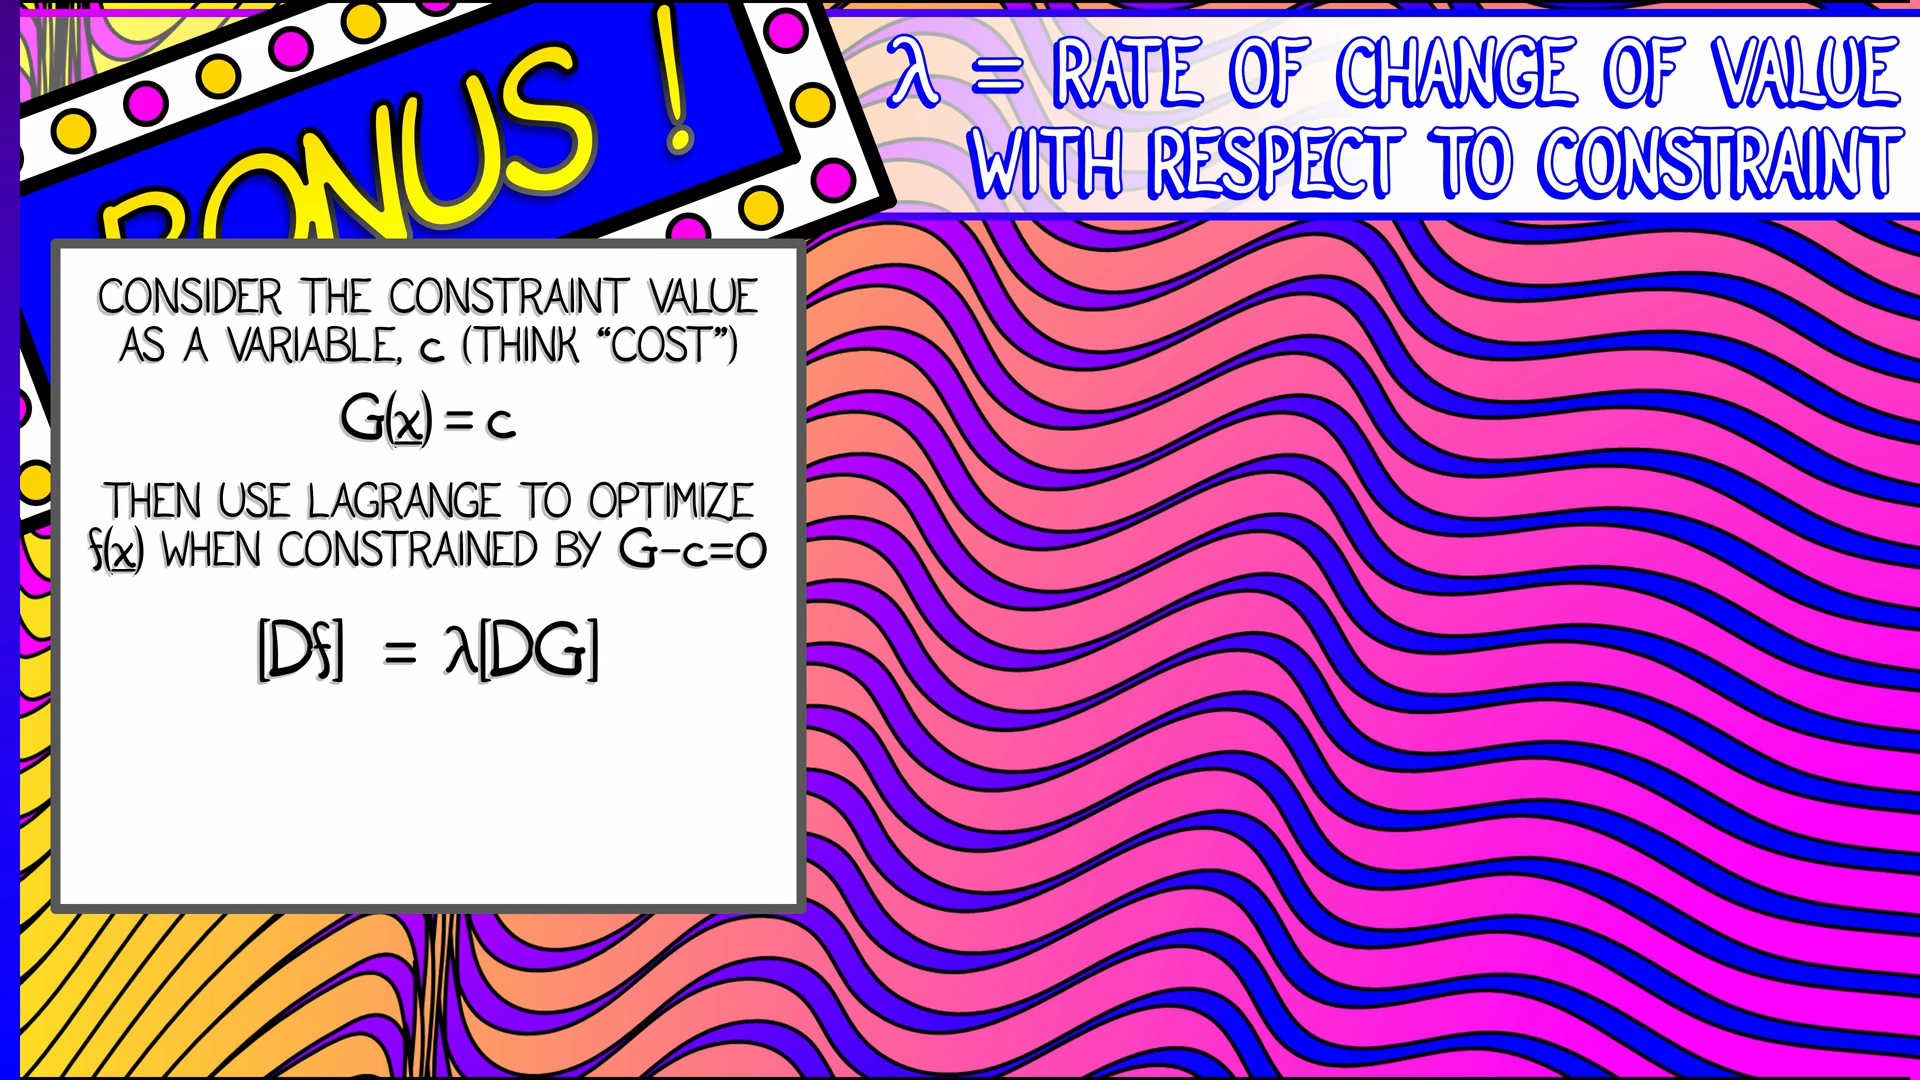 BONUS!
λ = RATE OF CHANGE OF VALUE
WITH RESPECT TO CONSTRAINT
CONSIDER THE CONSTRAINT VALUE
AS A VARIABLE, c (THINK “COST”)
G(x) = c
THEN USE LAGRANGE TO OPTIMIZE
f(x) WHEN CONSTRAINED BY G-c=0
[Df] = λ[DG]